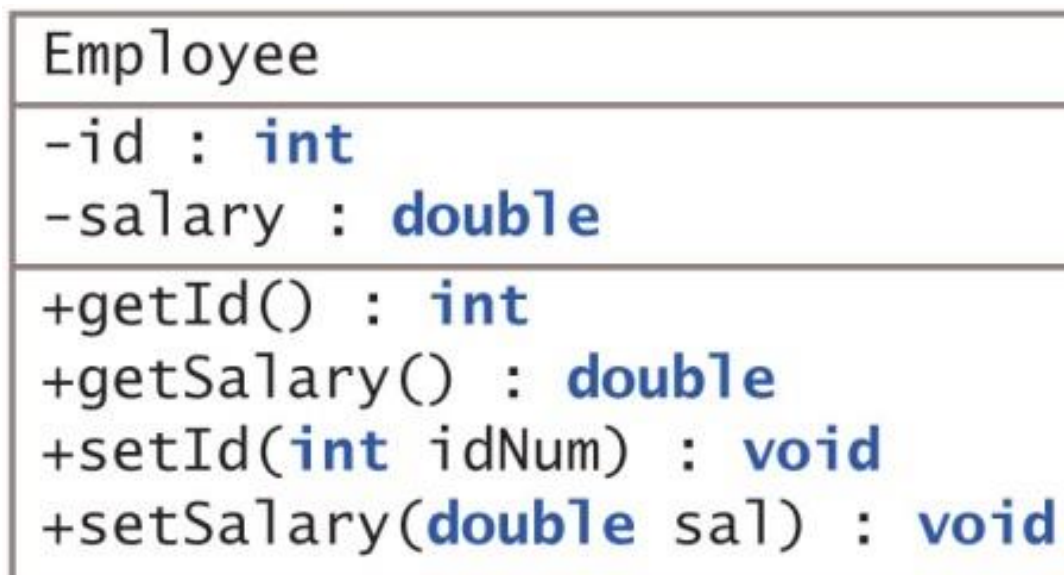 Employee
-id : int
-salary : double
+getId() : int
+getSalary() : double
+setId(int idNum) : void
+setSalary(double sal) : void